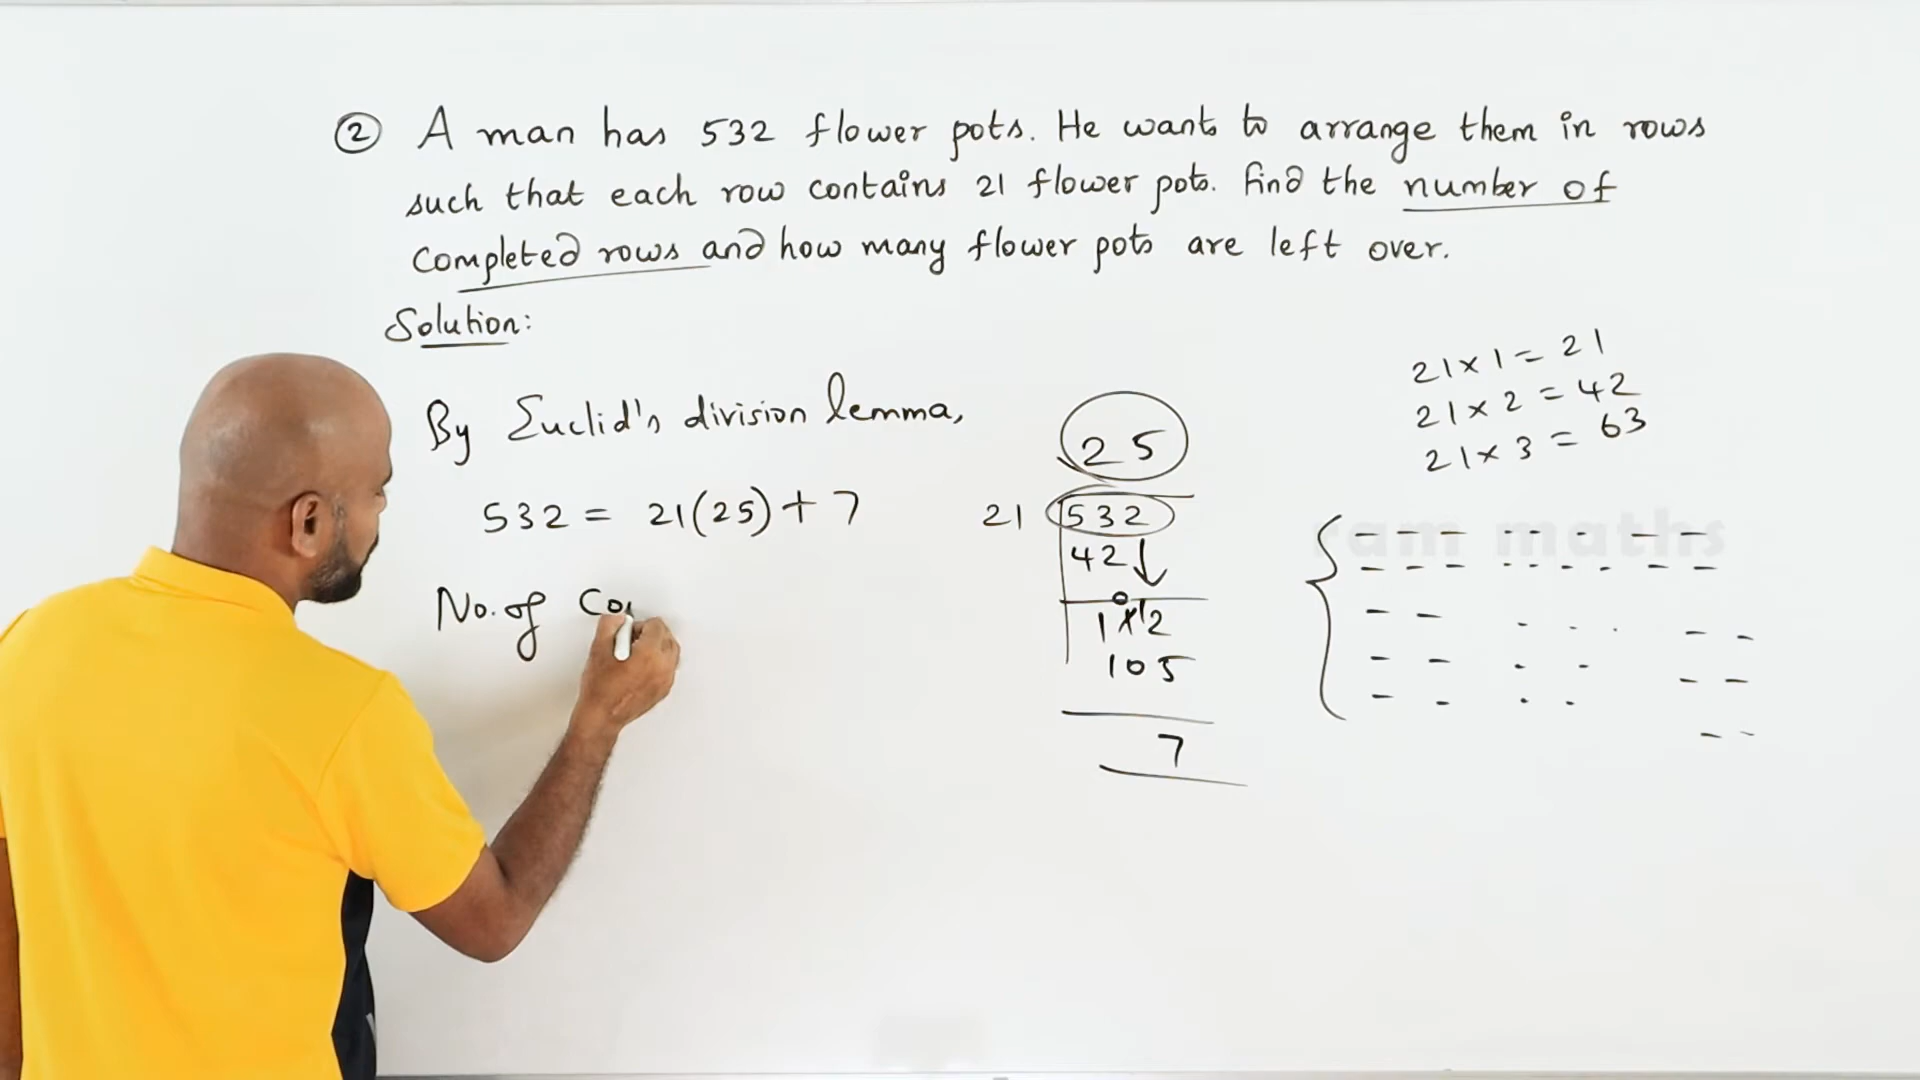 ② A man has 532 flower pots. He wants to arrange them in rows
such that each row contains 21 flower pots. Find the number of
completed rows and how many flower pots are left over.
Solution:
By Euclid's division lemma,
532 = 21(25) + 7
No. of Co
25
21 532
42
112
105
7
21 x 1 = 21
21 x 2 = 42
21 x 3 = 63
ram maths